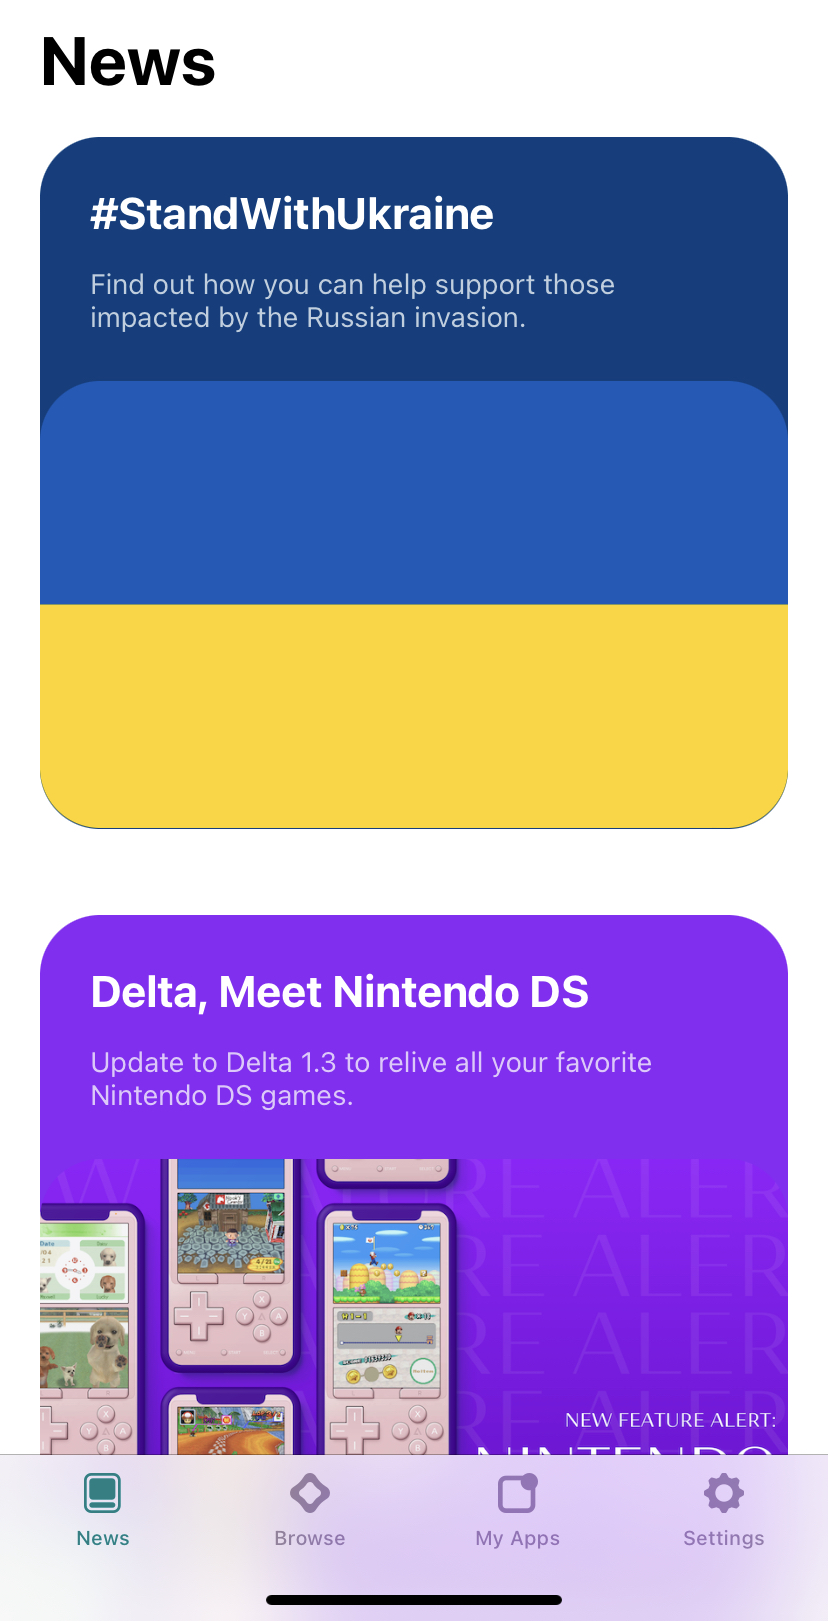 News
#StandWithUkraine
Find out how you can help support those
impacted by the Russian invasion.
Delta, Meet Nintendo DS
Update to Delta 1.3 to relive all your favorite
Nintendo DS games.
NEW FEATURE ALERT:
NINTENDO
News
Browse
My Apps
Settings